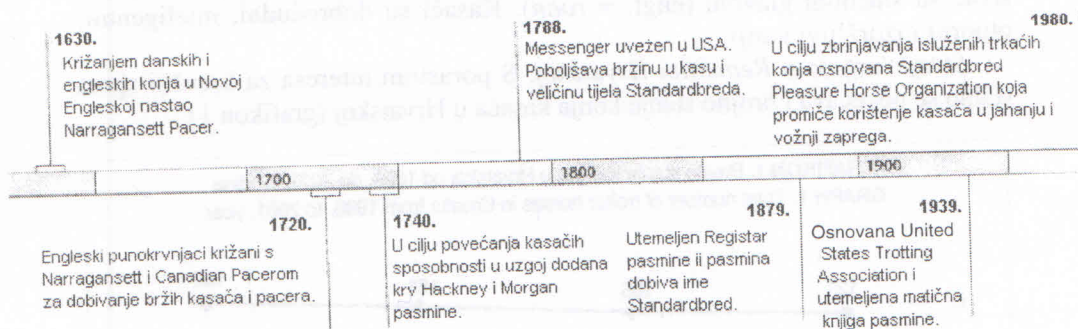 1630.
Križanjem danskih i
engleskih konja u Novoj
Engleskoj nastao
Narragansett Pacer.
1788.
Messenger uvežen u USA.
Poboljšava brzinu u kasu i
veličinu tijela Standardbreda.
1980.
U cilju zbrinjavanja isluženih trkaćih
konja osnovana Standardbred
Pleasure Horse Organization koja
promiče korištenje kasača u jahanju i
vožnji zaprega.
1700
1800
1900
1720.
Engleski punokrvnjaci križani s
Narragansett i Canadian Pacerom
za dobivanje bržih kasača i pacera.
1740.
U cilju povećanja kasačih
sposobnosti u uzgoj dodana
krv Hackney i Morgan
pasmine.
1879.
Utemeljen Registar
pasmine ii pasmina
dobiva ime
Standardbred.
1939.
Osnovana United
States Trotting
Association i
utemeljena matična
knjiga pasmine.